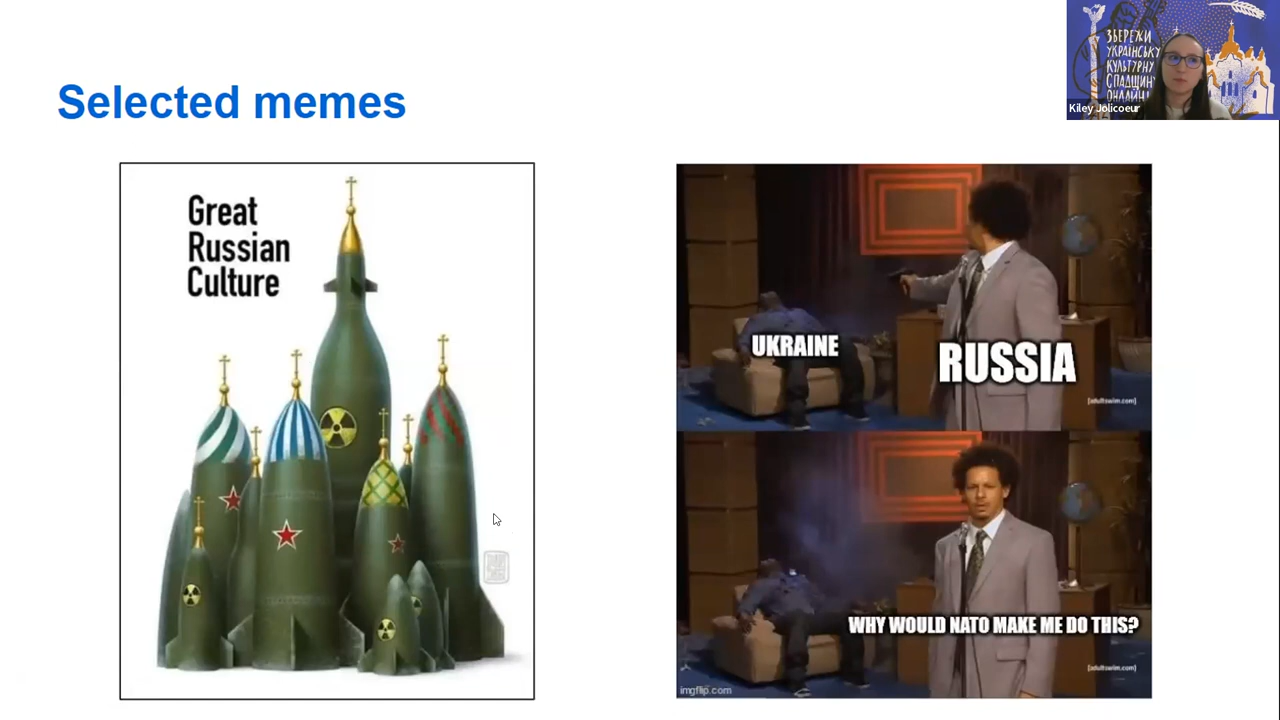 Selected memes
ЗБЕРЕЖИ
УКРАЇНСЬКУ
КУЛЬТУРНУ
СПАДЩИНУ
ОНЛАЙН!
Kiley Jolicoeur
Great
Russian
Culture
UKRAINE
RUSSIA
[adultswim.com]
WHY WOULD NATO MAKE ME DO THIS?
[adultswim.com]
imgflip.com